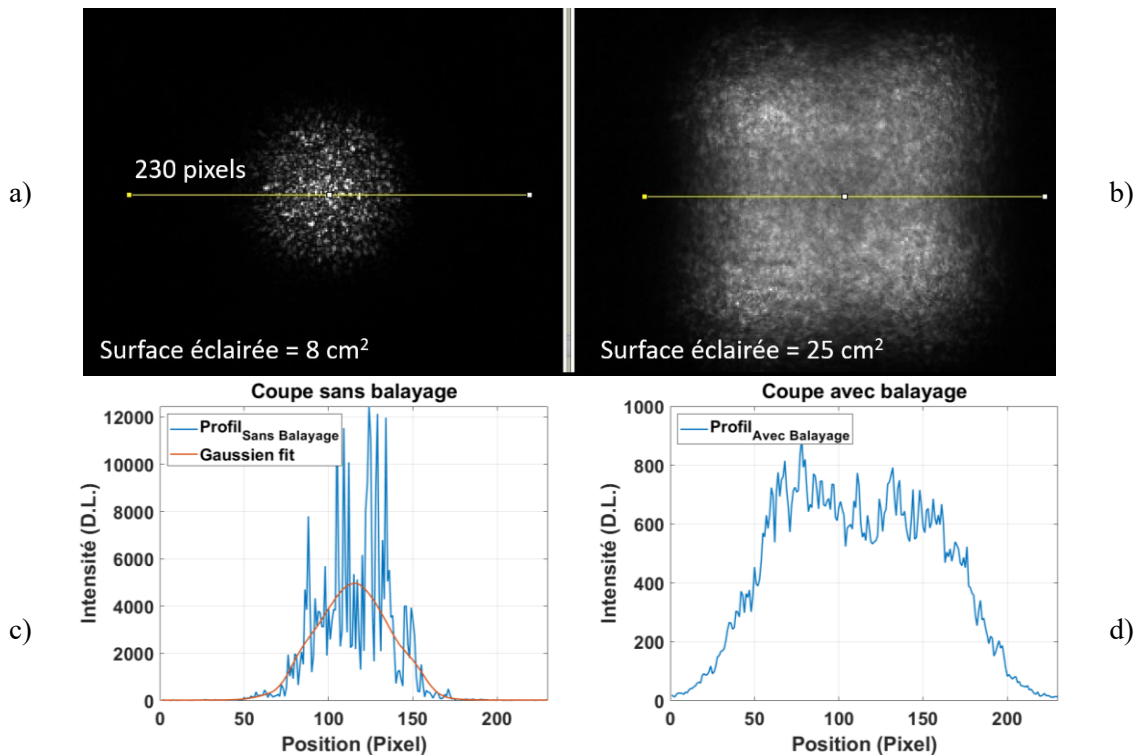 230 pixels
a)
b)
Surface éclairée = 8 cm²
Surface éclairée = 25 cm²
Coupe sans balayage
Coupe avec balayage
12000
10000
8000
6000
4000
2000
0
Profil Sans Balayage
Gaussien fit
Intensité (D.L.)
0 50 100 150 200
Position (Pixel)
c)
1000
800
600
400
200
0
Profil Avec Balayage
Intensité (D.L.)
0 50 100 150 200
Position (Pixel)
d)